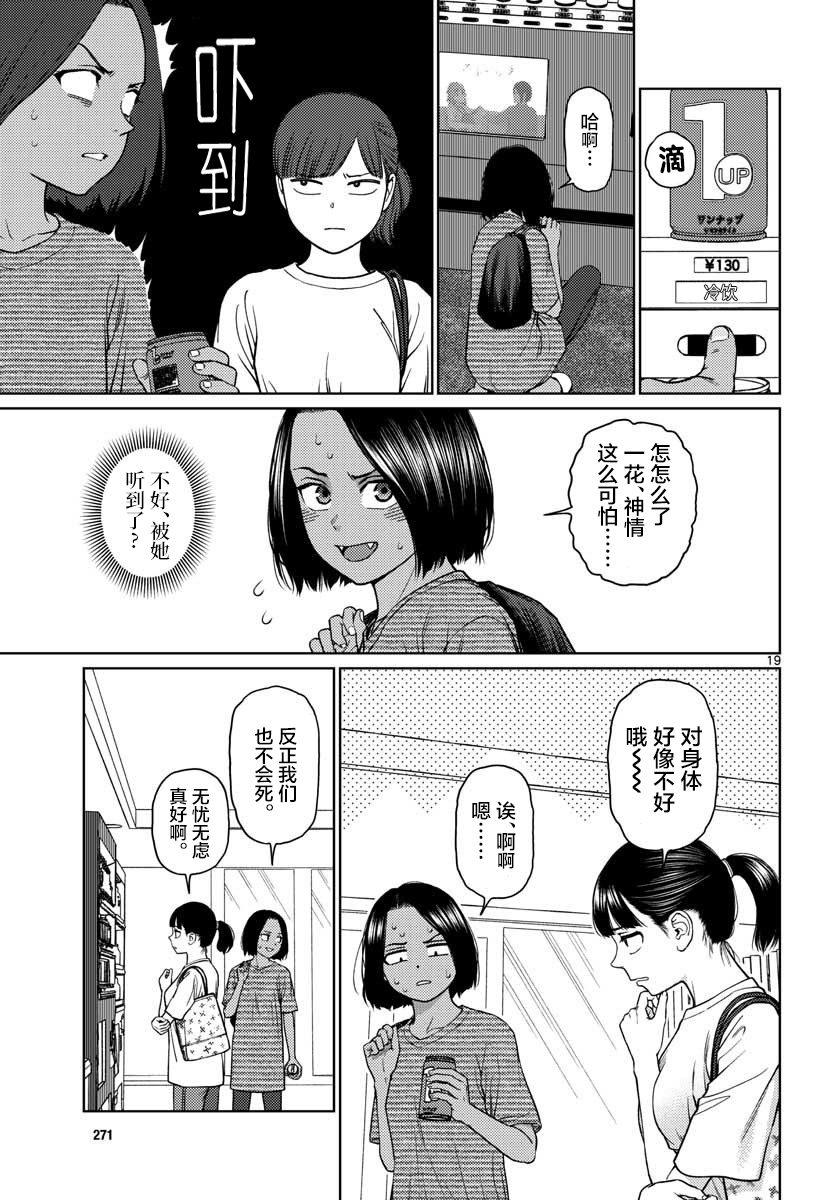 滴
1
UP
ワンナップ
¥130
冷饮
哈啊…
吓到
怎怎么了
一花、神情
这么可怕……
不好、被她
听到了？
19
对身体
好像不好
哦～～
诶、啊啊
嗯……
反正我们
也不会死。
无忧无虑
真好啊。
271